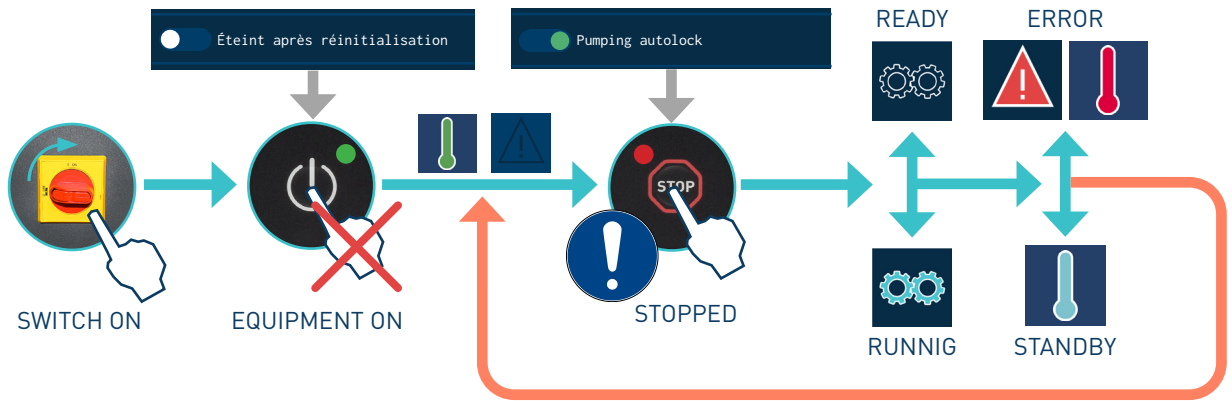 READY
ERROR
Éteint après réinitialisation
Pumping autolock
STOP
SWITCH ON
EQUIPMENT ON
STOPPED
RUNNIG
STANDBY